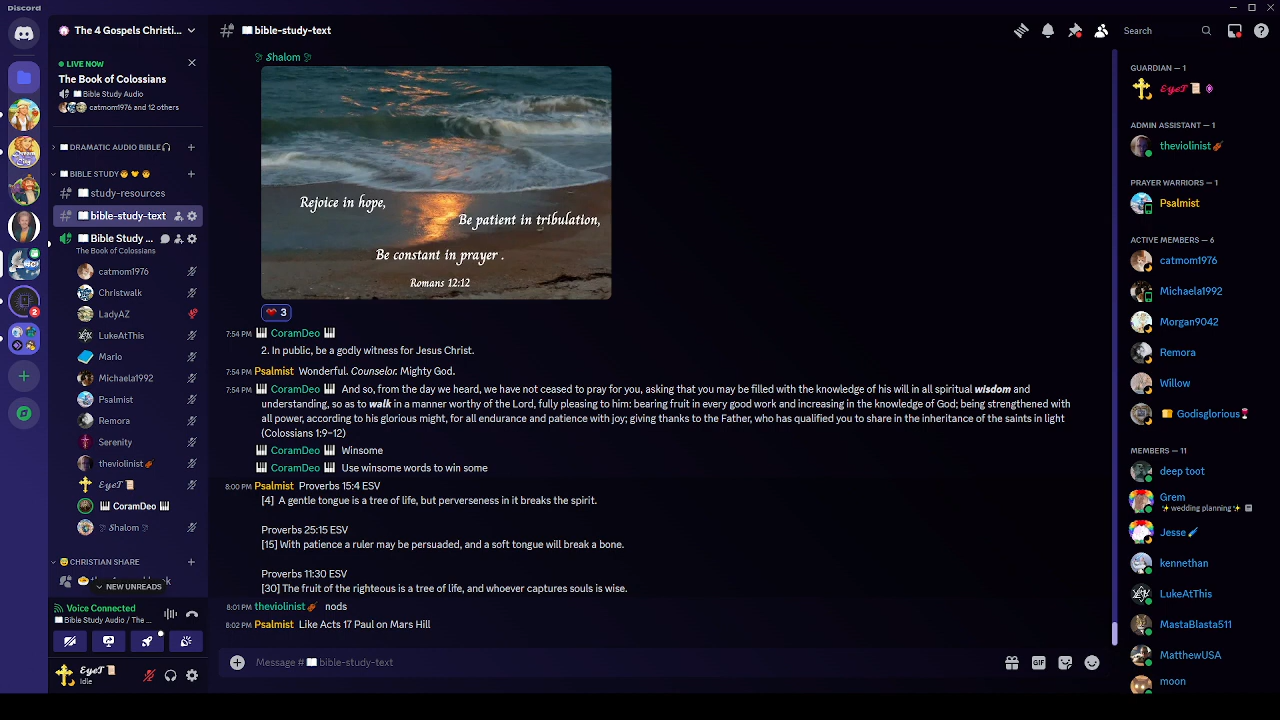 Discord
The 4 Gospels Christi...
LIVE NOW
The Book of Colossians
Bible Study Audio
catmom1976 and 12 others
DRAMATIC AUDIO BIBLE
BIBLE STUDY
study-resources
bible-study-text
Bible Study ...
The Book of Colossians
catmom1976
Christwalk
LadyAZ
LukeAtThis
Mario
Michaela1992
Psalmist
Remora
Serenity
theviolinist
EyeT
CoramDeo
Shalom
CHRISTIAN SHARE
NEW UNREADS
Voice Connected
Bible Study Audio / The ...
EyeT
Idle
2
bible-study-text
Search
Shalom
Rejoice in hope,
Be patient in tribulation,
Be constant in prayer .
Romans 12:12
3
7:54 PM CoramDeo
2. In public, be a godly witness for Jesus Christ.
7:54 PM Psalmist Wonderful. Counselor. Mighty God.
7:54 PM CoramDeo And so, from the day we heard, we have not ceased to pray for you, asking that you may be filled with the knowledge of his will in all spiritual wisdom and
understanding, so as to walk in a manner worthy of the Lord, fully pleasing to him: bearing fruit in every good work and increasing in the knowledge of God; being strengthened with
all power, according to his glorious might, for all endurance and patience with joy; giving thanks to the Father, who has qualified you to share in the inheritance of the saints in light
(Colossians 1:9–12)
CoramDeo Winsome
CoramDeo Use winsome words to win some
8:00 PM Psalmist Proverbs 15:4 ESV
[4] A gentle tongue is a tree of life, but perverseness in it breaks the spirit.
Proverbs 25:15 ESV
[15] With patience a ruler may be persuaded, and a soft tongue will break a bone.
Proverbs 11:30 ESV
[30] The fruit of the righteous is a tree of life, and whoever captures souls is wise.
8:01 PM theviolinist nods
8:02 PM Psalmist Like Acts 17 Paul on Mars Hill
Message # bible-study-text
GIF
GUARDIAN — 1
EyeT
ADMIN ASSISTANT — 1
theviolinist
PRAYER WARRIORS — 1
Psalmist
ACTIVE MEMBERS — 6
catmom1976
Michaela1992
Morgan9042
Remora
Willow
Godisglorious
MEMBERS — 11
deep toot
Grem
wedding planning
Jesse
kennethan
LukeAtThis
MastaBlasta511
MatthewUSA
moon